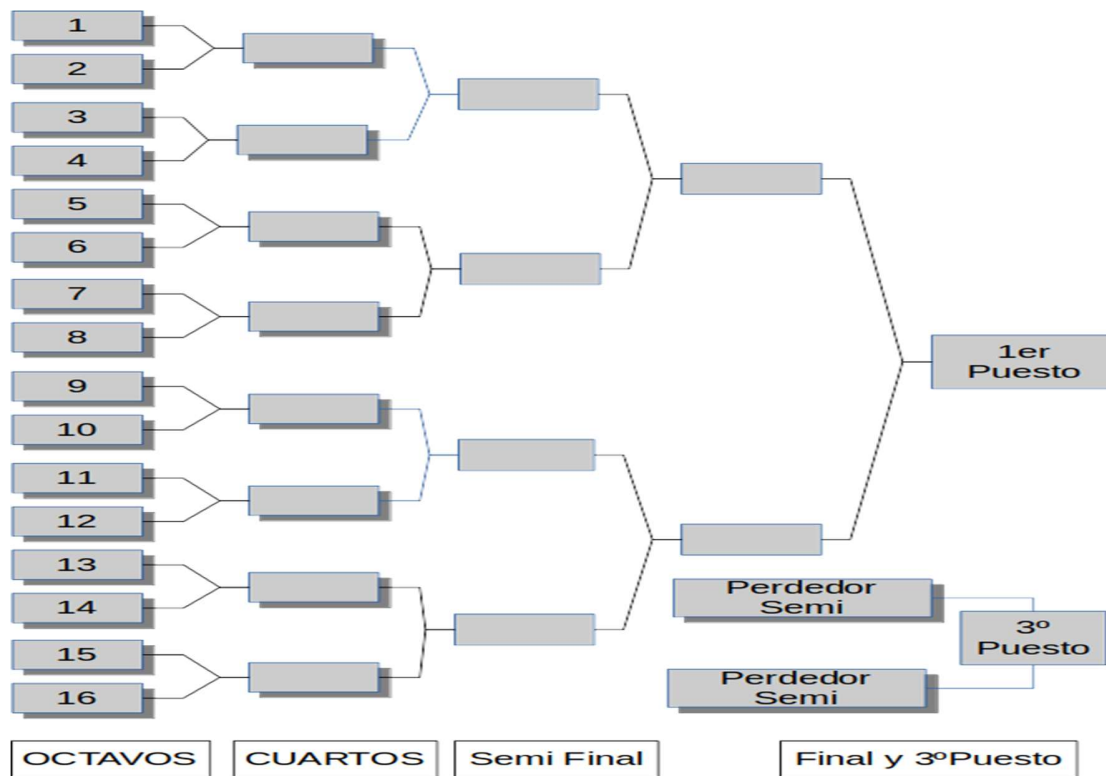 1
2
3
4
5
6
7
8
9
10
11
12
13
14
15
16
1er
Puesto
Perdedor
Semi
3º
Puesto
Perdedor
Semi
OCTAVOS
CUARTOS
Semi Final
Final y 3ºPuesto